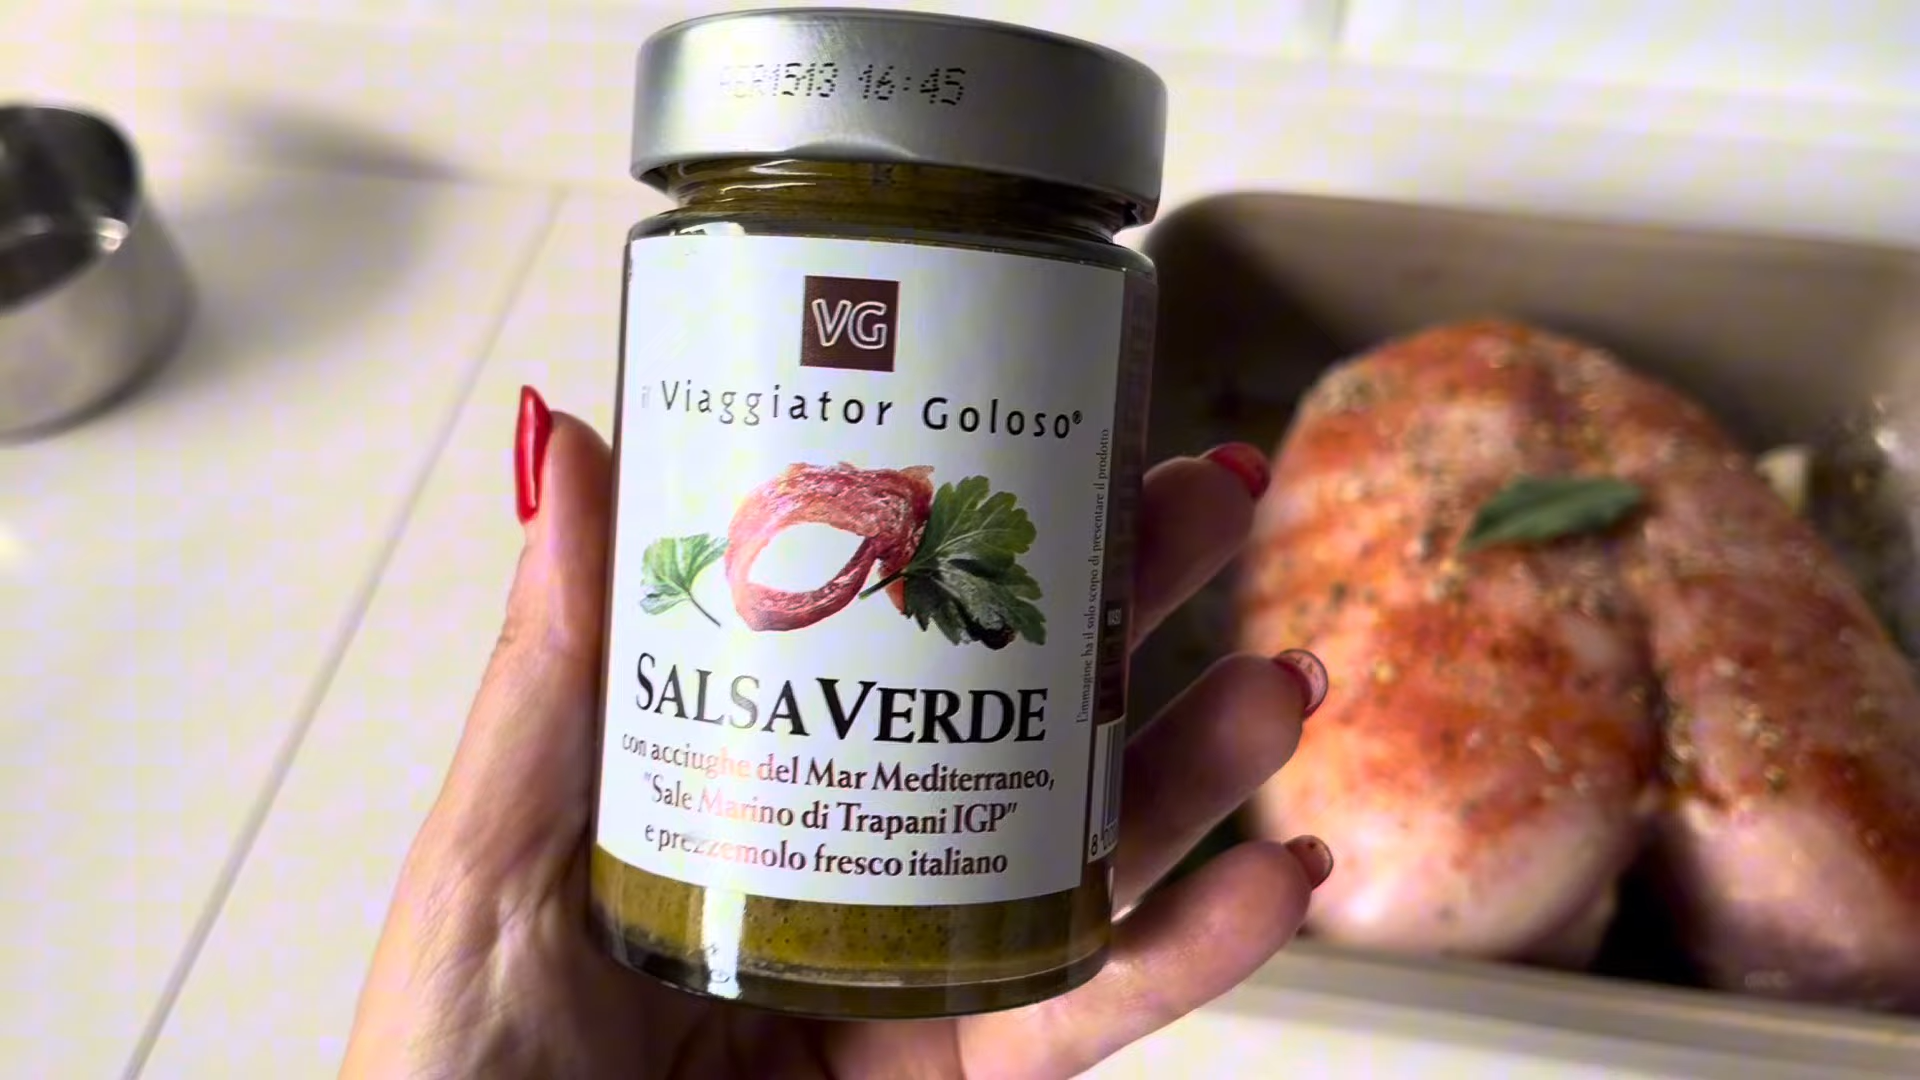 16:45
VG
il Viaggiator Goloso®
SALSA VERDE
con acciughe del Mar Mediterraneo,
"Sale Marino di Trapani IGP"
e prezzemolo fresco italiano
L'immagine ha il solo scopo di presentare il prodotto